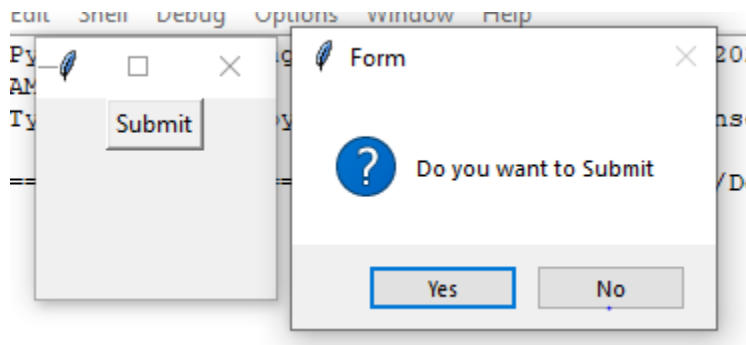 Edit Shell Debug Options Window Help
Form
Submit
Do you want to Submit
Yes
No